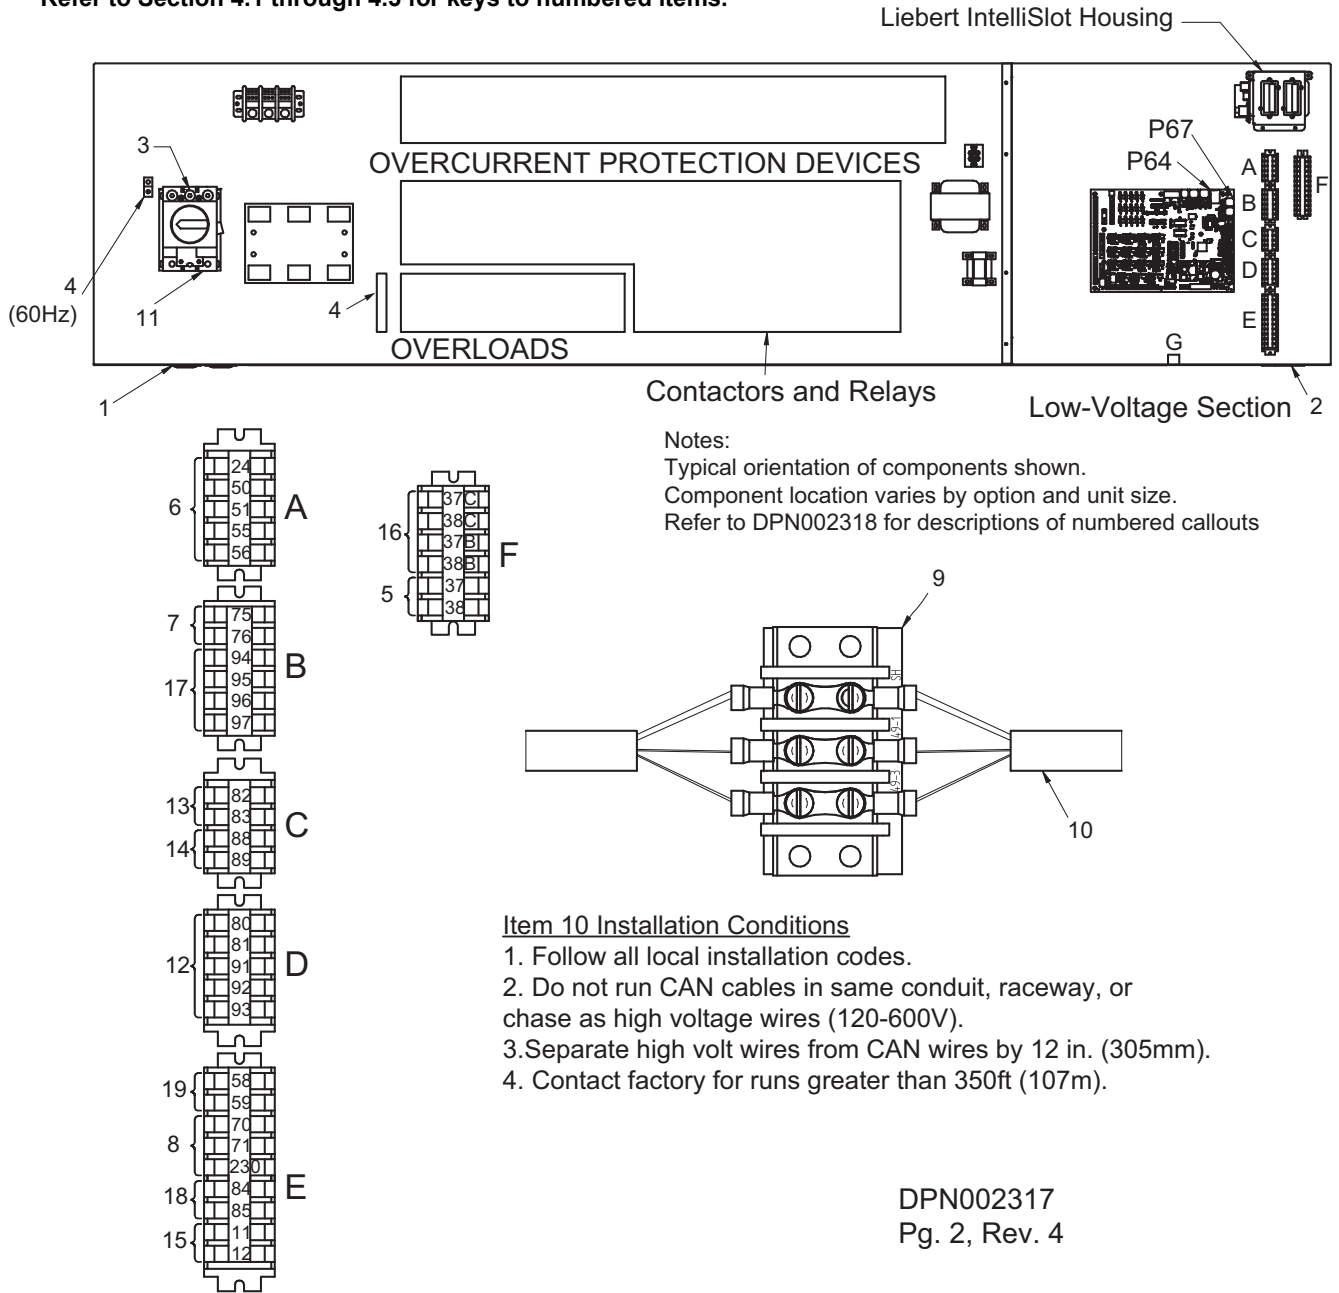 Refer to Section 4.1 through 4.5 for keys to numbered items.
Liebert IntelliSlot Housing
P67
P64
3
OVERCURRENT PROTECTION DEVICES
A
F
B
C
D
4
(60Hz)
11
4
E
OVERLOADS
G
1
Contactors and Relays
Low-Voltage Section
2
Notes:
Typical orientation of components shown.
Component location varies by option and unit size.
Refer to DPN002318 for descriptions of numbered callouts
6
24
50
51
55
56
A
16
5
37C
38C
37B
38B
37
38
F
7
17
75
76
94
95
96
97
B
9
SH
49-1
49-3
10
13
14
82
83
88
89
C
12
80
81
91
92
93
D
Item 10 Installation Conditions
1. Follow all local installation codes.
2. Do not run CAN cables in same conduit, raceway, or
chase as high voltage wires (120-600V).
3.Separate high volt wires from CAN wires by 12 in. (305mm).
4. Contact factory for runs greater than 350ft (107m).
19
8
18
15
58
59
70
71
230
84
85
11
12
E
DPN002317
Pg. 2, Rev. 4